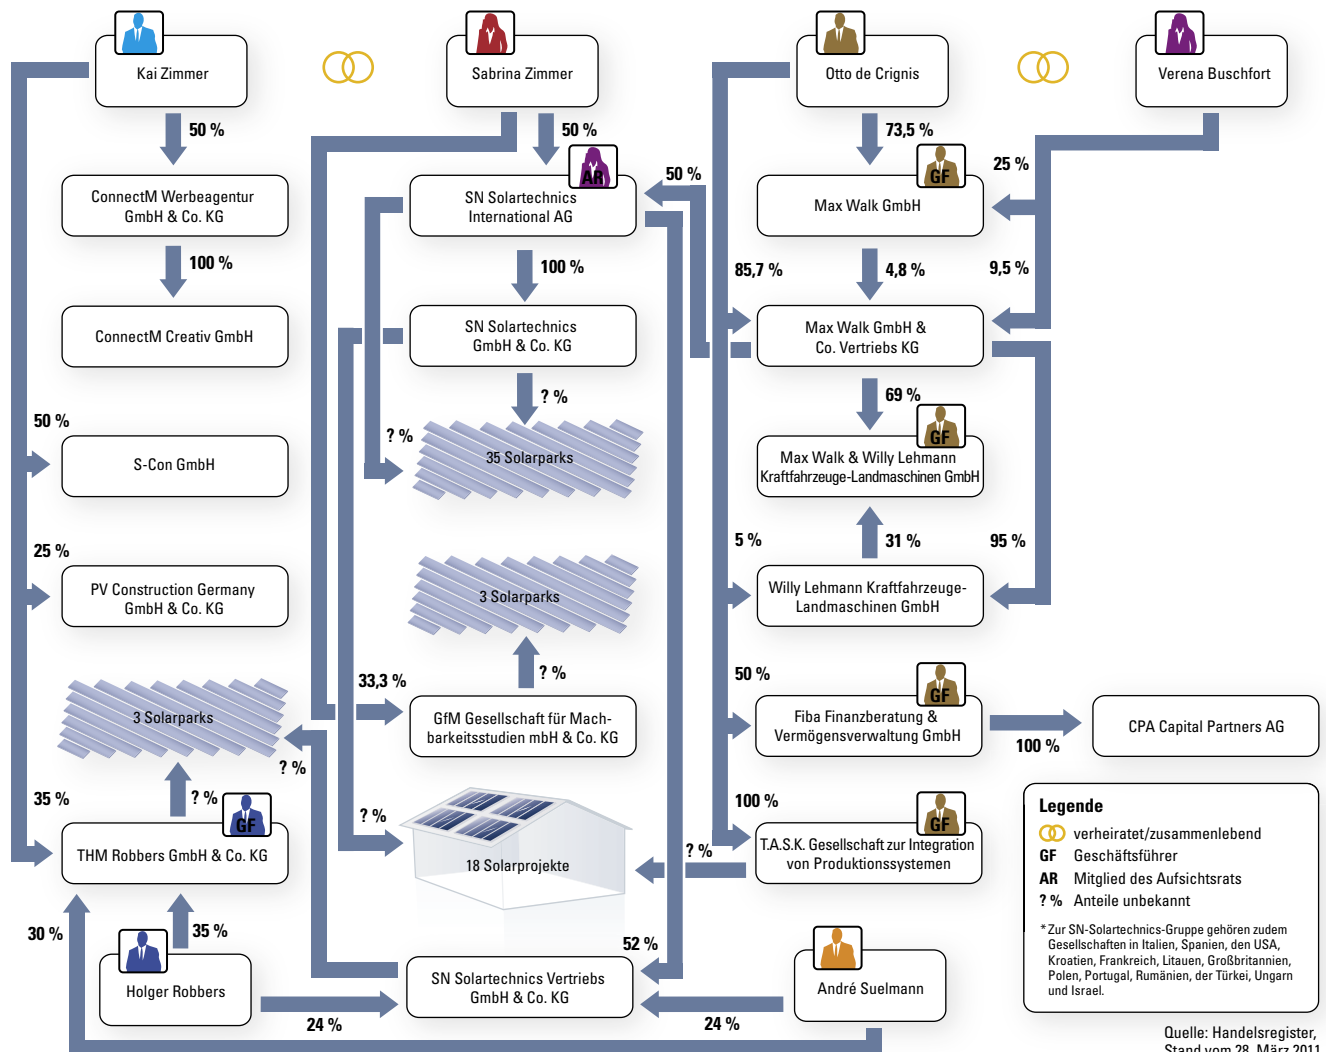 Kai Zimmer
Sabrina Zimmer
Otto de Crignis
Verena Buschfort
50 %
50 %
73,5 %
25 %
50 %
AR
GF
ConnectM Werbeagentur
GmbH & Co. KG
SN Solartechnics
International AG
Max Walk GmbH
100 %
100 %
85,7 %
4,8 %
9,5 %
ConnectM Creativ GmbH
SN Solartechnics
GmbH & Co. KG
Max Walk GmbH &
Co. Vertriebs KG
? %
69 %
50 %
? %
GF
S-Con GmbH
35 Solarparks
Max Walk & Willy Lehmann
Kraftfahrzeuge-Landmaschinen GmbH
25 %
5 %
31 %
95 %
PV Construction Germany
GmbH & Co. KG
3 Solarparks
Willy Lehmann Kraftfahrzeuge-
Landmaschinen GmbH
? %
33,3 %
50 %
GF
3 Solarparks
GfM Gesellschaft für Mach-
barkeitsstudien mbH & Co. KG
Fiba Finanzberatung &
Vermögensverwaltung GmbH
100 %
CPA Capital Partners AG
? %
35 %
? %
GF
? %
100 %
GF
THM Robbers GmbH & Co. KG
18 Solarprojekte
? %
T.A.S.K. Gesellschaft zur Integration
von Produktionssystemen
30 %
35 %
52 %
Holger Robbers
SN Solartechnics Vertriebs
GmbH & Co. KG
André Suelmann
24 %
24 %
Legende
verheiratet/zusammenlebend
GF Geschäftsführer
AR Mitglied des Aufsichtsrats
? % Anteile unbekannt
* Zur SN-Solartechnics-Gruppe gehören zudem
Gesellschaften in Italien, Spanien, den USA,
Kroatien, Frankreich, Litauen, Großbritannien,
Polen, Portugal, Rumänien, der Türkei, Ungarn
und Israel.
Quelle: Handelsregister,
Stand vom 28. März 2011